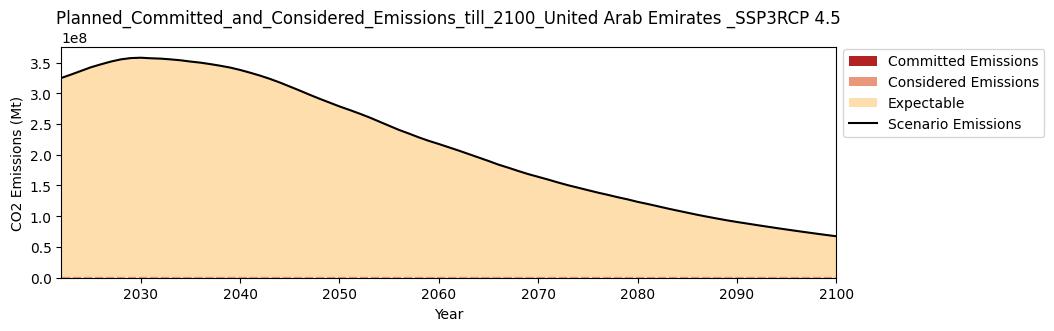 Planned_Committed_and_Considered_Emissions_till_2100_United Arab Emirates _SSP3RCP 4.5
1e8
3.5
3.0
2.5
2.0
1.5
1.0
0.5
0.0
CO2 Emissions (Mt)
2030
2040
2050
2060
2070
2080
2090
2100
Year
Committed Emissions
Considered Emissions
Expectable
Scenario Emissions